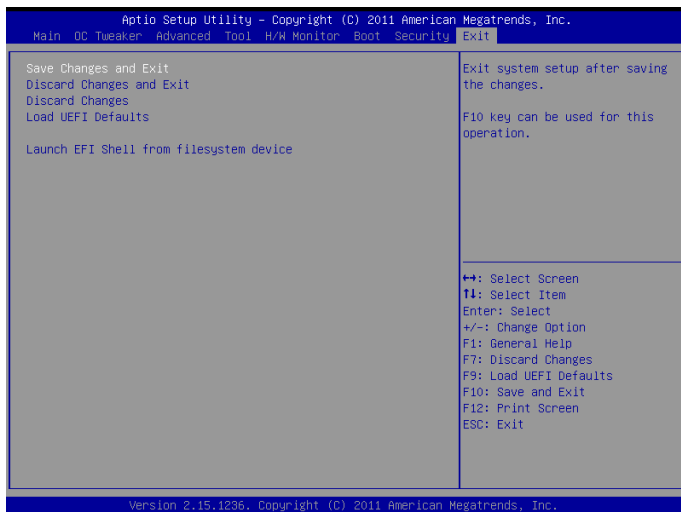 Aptio Setup Utility – Copyright (C) 2011 American Megatrends, Inc.
Main OC Tweaker Advanced Tool H/W Monitor Boot Security Exit
Save Changes and Exit
Discard Changes and Exit
Discard Changes
Load UEFI Defaults
Launch EFI Shell from filesystem device
Exit system setup after saving
the changes.
F10 key can be used for this
operation.
↔: Select Screen
↑↓: Select Item
Enter: Select
+/-: Change Option
F1: General Help
F7: Discard Changes
F9: Load UEFI Defaults
F10: Save and Exit
F12: Print Screen
ESC: Exit
Version 2.15.1236. Copyright (C) 2011 American Megatrends, Inc.